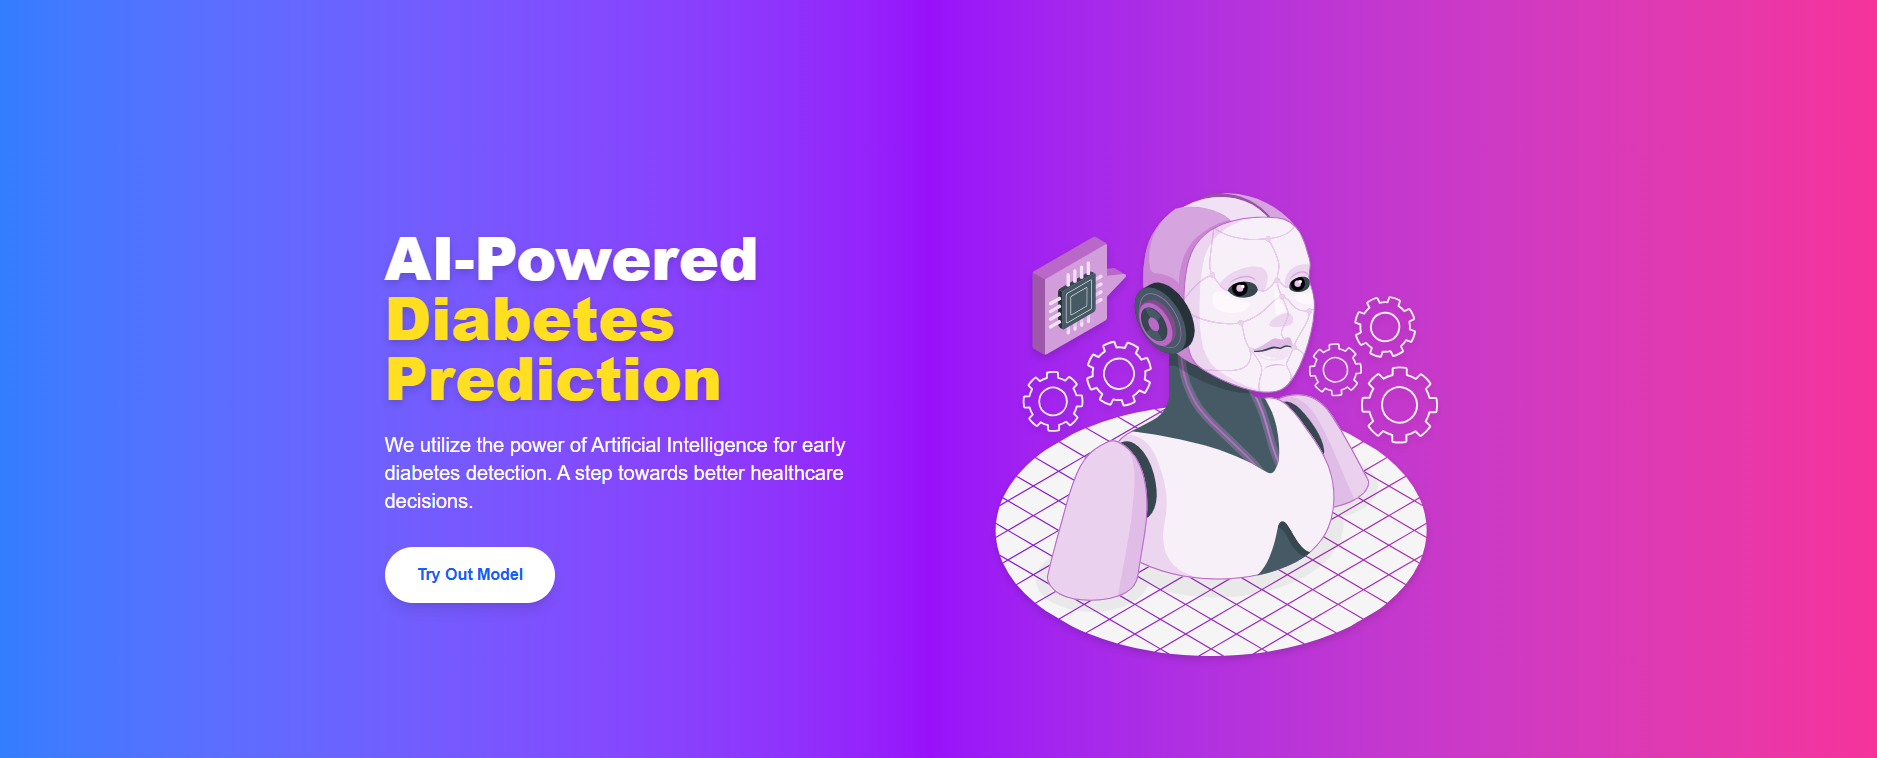 AI-Powered
Diabetes
Prediction
We utilize the power of Artificial Intelligence for early
diabetes detection. A step towards better healthcare
decisions.
Try Out Model